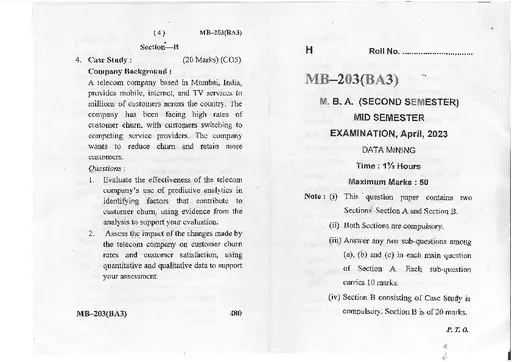 ( 4 ) MB–203(BA3)
Section—B
4. Case Study : (20 Marks) (CO5)
Company Background :
A telecom company based in Mumbai, India,
provides mobile, internet, and TV services to
millions of customers across the country. The
company has been facing high rates of
customer churn, with customers switching to
competing service providers. The company
wants to reduce churn and retain more
customers.
Questions :
1. Evaluate the effectiveness of the telecom
company's use of predictive analytics in
identifying factors that contribute to
customer churn, using evidence from the
analysis to support your evaluation.
2. Assess the impact of the changes made by
the telecom company on customer churn
rates and customer satisfaction, using
quantitative and qualitative data to support
your assessment.
MB–203(BA3) 480
H Roll No. ..............................
MB–203(BA3)
M. B. A. (SECOND SEMESTER)
MID SEMESTER
EXAMINATION, April, 2023
DATA MINING
Time : 1½ Hours
Maximum Marks : 50
Note : (i) This question paper contains two
Sections–Section A and Section B.
(ii) Both Sections are compulsory.
(iii) Answer any two sub-questions among
(a), (b) and (c) in each main question
of Section A. Each sub-question
carries 10 marks.
(iv) Section B consisting of Case Study is
compulsory. Section B is of 20 marks.
P. T. O.